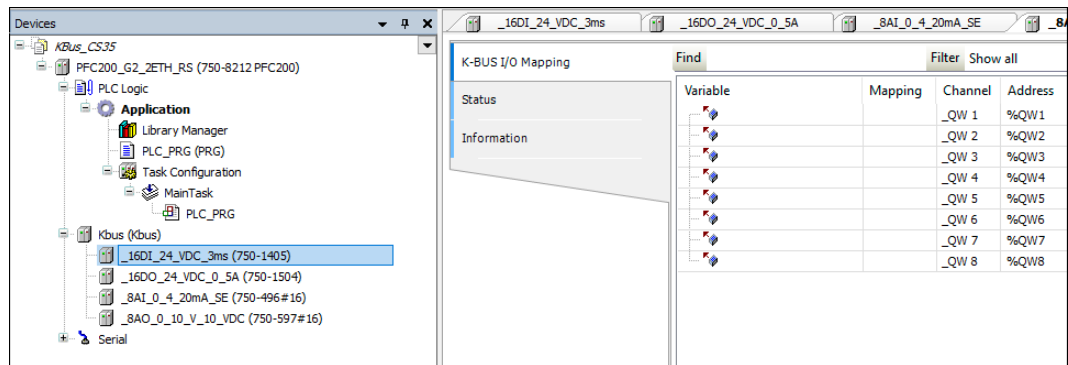 Devices
KBus_CS35
PFC200_G2_2ETH_RS (750-8212 PFC200)
PLC Logic
Application
Library Manager
PLC_PRG (PRG)
Task Configuration
MainTask
PLC_PRG
Kbus (Kbus)
_16DI_24_VDC_3ms (750-1405)
_16DO_24_VDC_0_5A (750-1504)
_8AI_0_4_20mA_SE (750-496#16)
_8AO_0_10_V_10_VDC (750-597#16)
Serial
_16DI_24_VDC_3ms _16DO_24_VDC_0_5A _8AI_0_4_20mA_SE
K-BUS I/O Mapping
Status
Information
Find Filter Show all
Variable Mapping Channel Address
_QW 1 %QW1
_QW 2 %QW2
_QW 3 %QW3
_QW 4 %QW4
_QW 5 %QW5
_QW 6 %QW6
_QW 7 %QW7
_QW 8 %QW8